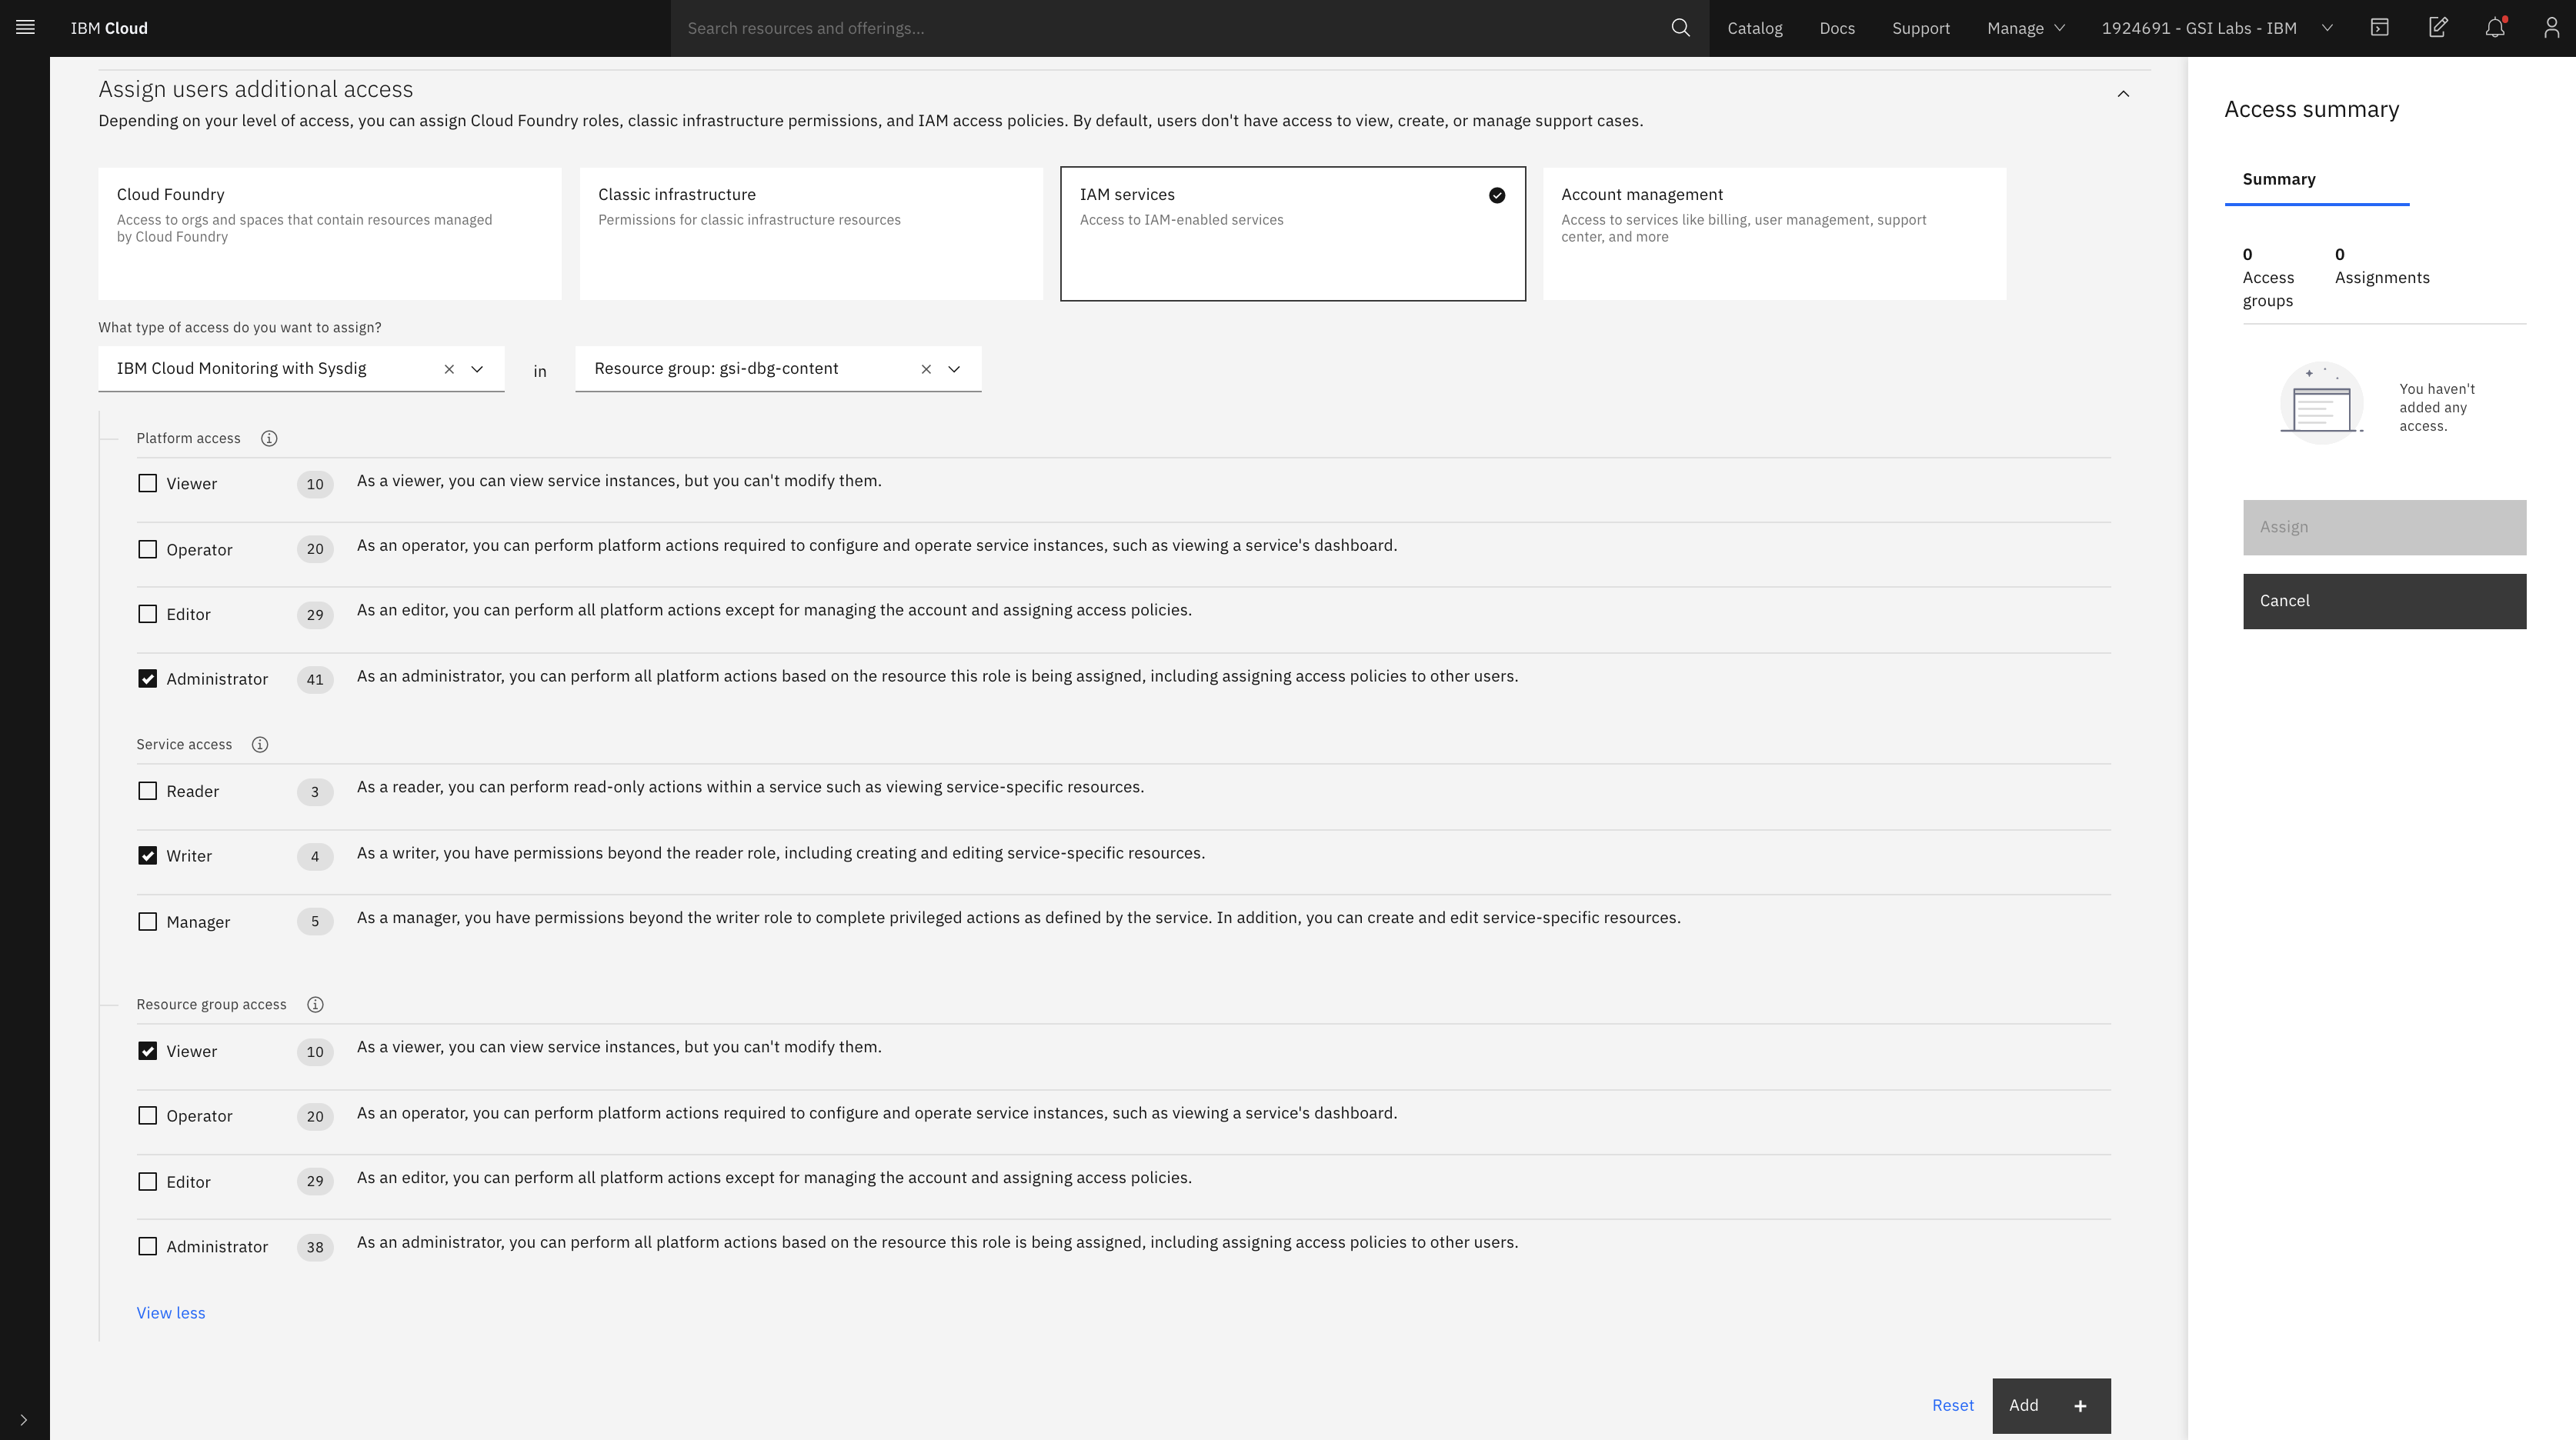 IBM Cloud
Search resources and offerings...
Catalog
Docs
Support
Manage
1924691 - GSI Labs - IBM
Assign users additional access
Depending on your level of access, you can assign Cloud Foundry roles, classic infrastructure permissions, and IAM access policies. By default, users don't have access to view, create, or manage support cases.
Cloud Foundry
Access to orgs and spaces that contain resources managed
by Cloud Foundry
Classic infrastructure
Permissions for classic infrastructure resources
IAM services
Access to IAM-enabled services
Account management
Access to services like billing, user management, support
center, and more
What type of access do you want to assign?
IBM Cloud Monitoring with Sysdig
in
Resource group: gsi-dbg-content
Platform access
Viewer 10 As a viewer, you can view service instances, but you can't modify them.
Operator 20 As an operator, you can perform platform actions required to configure and operate service instances, such as viewing a service's dashboard.
Editor 29 As an editor, you can perform all platform actions except for managing the account and assigning access policies.
Administrator 41 As an administrator, you can perform all platform actions based on the resource this role is being assigned, including assigning access policies to other users.
Service access
Reader 3 As a reader, you can perform read-only actions within a service such as viewing service-specific resources.
Writer 4 As a writer, you have permissions beyond the reader role, including creating and editing service-specific resources.
Manager 5 As a manager, you have permissions beyond the writer role to complete privileged actions as defined by the service. In addition, you can create and edit service-specific resources.
Resource group access
Viewer 10 As a viewer, you can view service instances, but you can't modify them.
Operator 20 As an operator, you can perform platform actions required to configure and operate service instances, such as viewing a service's dashboard.
Editor 29 As an editor, you can perform all platform actions except for managing the account and assigning access policies.
Administrator 38 As an administrator, you can perform all platform actions based on the resource this role is being assigned, including assigning access policies to other users.
View less
Reset
Add +
Access summary
Summary
0
Access
groups
0
Assignments
You haven't
added any
access.
Assign
Cancel